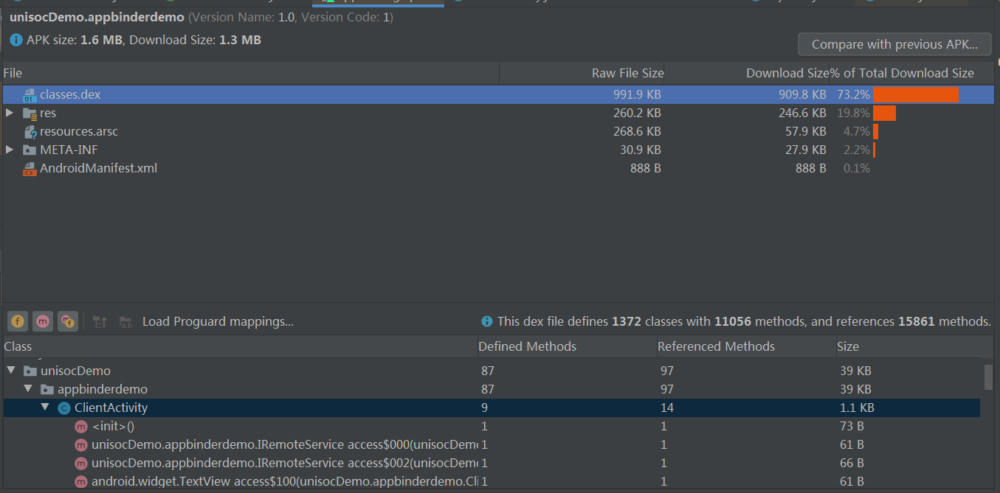 unisocDemo.appbinderdemo (Version Name: 1.0, Version Code: 1)
APK size: 1.6 MB, Download Size: 1.3 MB
Compare with previous APK...
File Raw File Size Download Size % of Total Download Size
classes.dex 991.9 KB 909.8 KB 73.2%
res 260.2 KB 246.6 KB 19.8%
resources.arsc 268.6 KB 57.9 KB 4.7%
META-INF 30.9 KB 27.9 KB 2.2%
AndroidManifest.xml 888 B 888 B 0.1%
Load Proguard mappings... This dex file defines 1372 classes with 11056 methods, and references 15861 methods.
Class Defined Methods Referenced Methods Size
unisocDemo 87 97 39 KB
appbinderdemo 87 97 39 KB
ClientActivity 9 14 1.1 KB
<init>() 1 1 73 B
unisocDemo.appbinderdemo.IRemoteService access$000(unisocDem 1 1 61 B
unisocDemo.appbinderdemo.IRemoteService access$002(unisocDem 1 1 66 B
android.widget.TextView access$100(unisocDemo.appbinderdemo.Cli 1 1 61 B